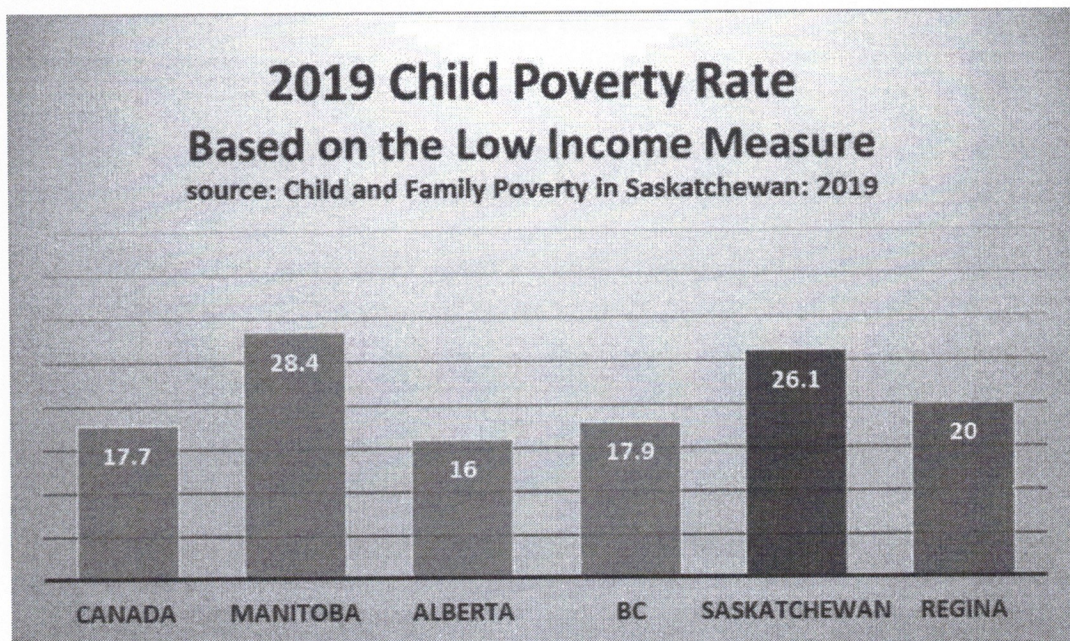 2019 Child Poverty Rate
Based on the Low Income Measure
source: Child and Family Poverty in Saskatchewan: 2019
28.4
26.1
17.7
16
17.9
20
CANADA MANITOBA ALBERTA BC SASKATCHEWAN REGINA